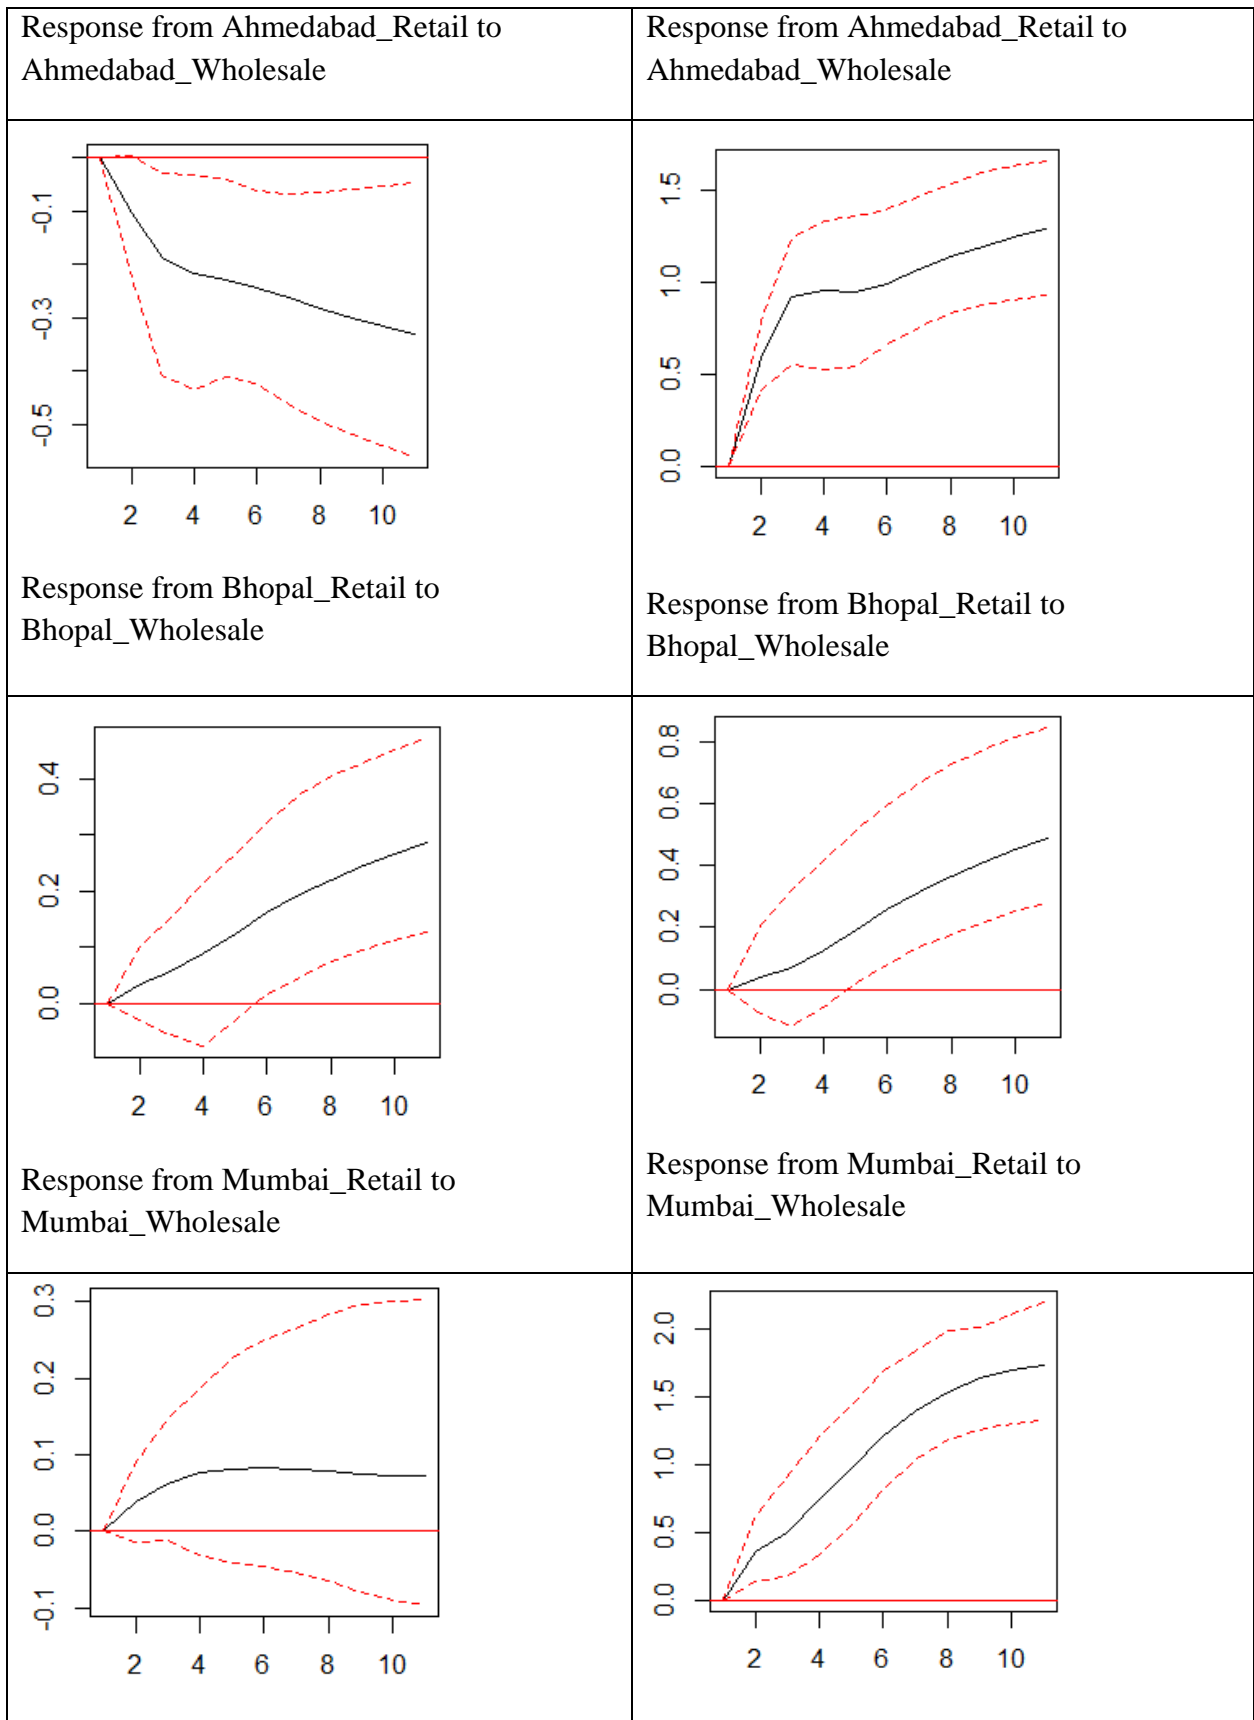 Response from Ahmedabad_Retail to
Ahmedabad_Wholesale
Response from Ahmedabad_Retail to
Ahmedabad_Wholesale
-0.1
-0.3
-0.5
2 4 6 8 10
Response from Bhopal_Retail to
Bhopal_Wholesale
1.5
1.0
0.5
0.0
2 4 6 8 10
Response from Bhopal_Retail to
Bhopal_Wholesale
0.4
0.2
0.0
2 4 6 8 10
Response from Mumbai_Retail to
Mumbai_Wholesale
0.8
0.6
0.4
0.2
0.0
2 4 6 8 10
Response from Mumbai_Retail to
Mumbai_Wholesale
0.3
0.2
0.1
0.0
-0.1
2 4 6 8 10
2.0
1.5
1.0
0.5
0.0
2 4 6 8 10